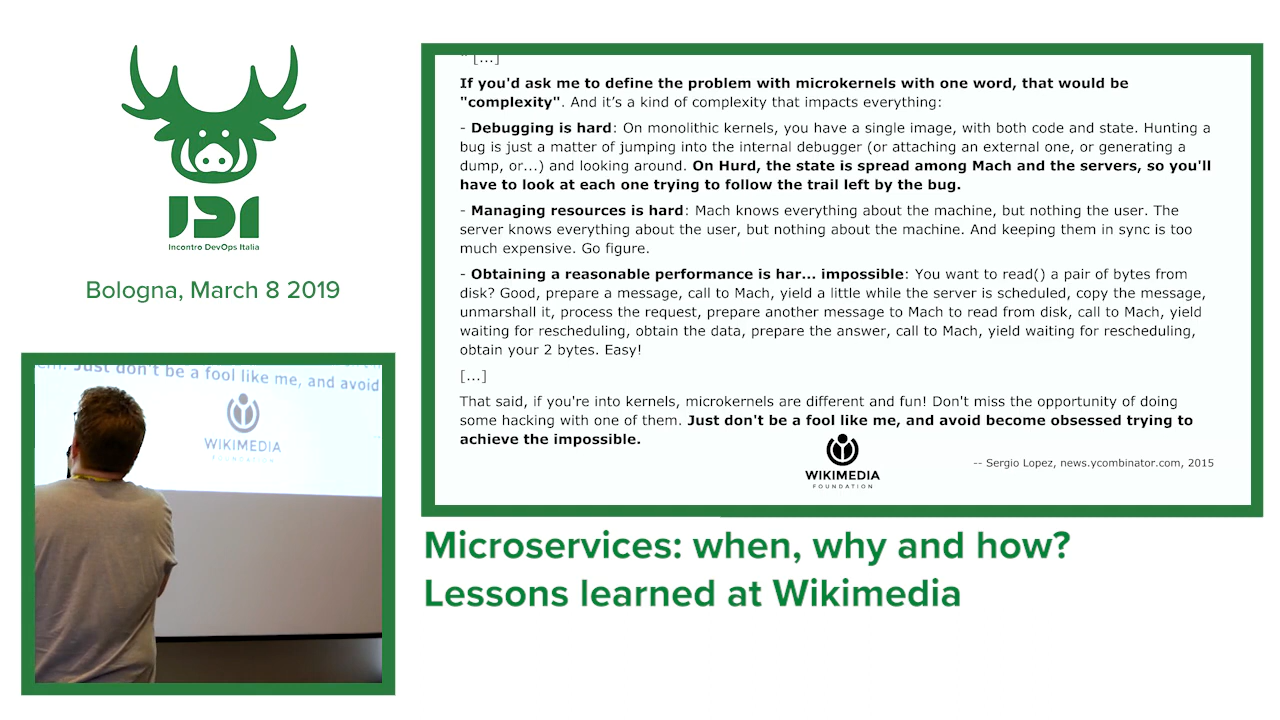 IDI
Incontro DevOps Italia
Bologna, March 8 2019
" [...]
If you'd ask me to define the problem with microkernels with one word, that would be
"complexity". And it’s a kind of complexity that impacts everything:
- Debugging is hard: On monolithic kernels, you have a single image, with both code and state. Hunting a
bug is just a matter of jumping into the internal debugger (or attaching an external one, or generating a
dump, or...) and looking around. On Hurd, the state is spread among Mach and the servers, so you'll
have to look at each one trying to follow the trail left by the bug.
- Managing resources is hard: Mach knows everything about the machine, but nothing the user. The
server knows everything about the user, but nothing about the machine. And keeping them in sync is too
much expensive. Go figure.
- Obtaining a reasonable performance is har... impossible: You want to read() a pair of bytes from
disk? Good, prepare a message, call to Mach, yield a little while the server is scheduled, copy the message,
unmarshall it, process the request, prepare another message to Mach to read from disk, call to Mach, yield
waiting for rescheduling, obtain the data, prepare the answer, call to Mach, yield waiting for rescheduling,
obtain your 2 bytes. Easy!
[...]
That said, if you're into kernels, microkernels are different and fun! Don't miss the opportunity of doing
some hacking with one of them. Just don't be a fool like me, and avoid become obsessed trying to
achieve the impossible.
-- Sergio Lopez, news.ycombinator.com, 2015
WIKIMEDIA
FOUNDATION
Just don't be a fool like me, and avoid
WIKIMEDIA
FOUNDATION
Microservices: when, why and how?
Lessons learned at Wikimedia